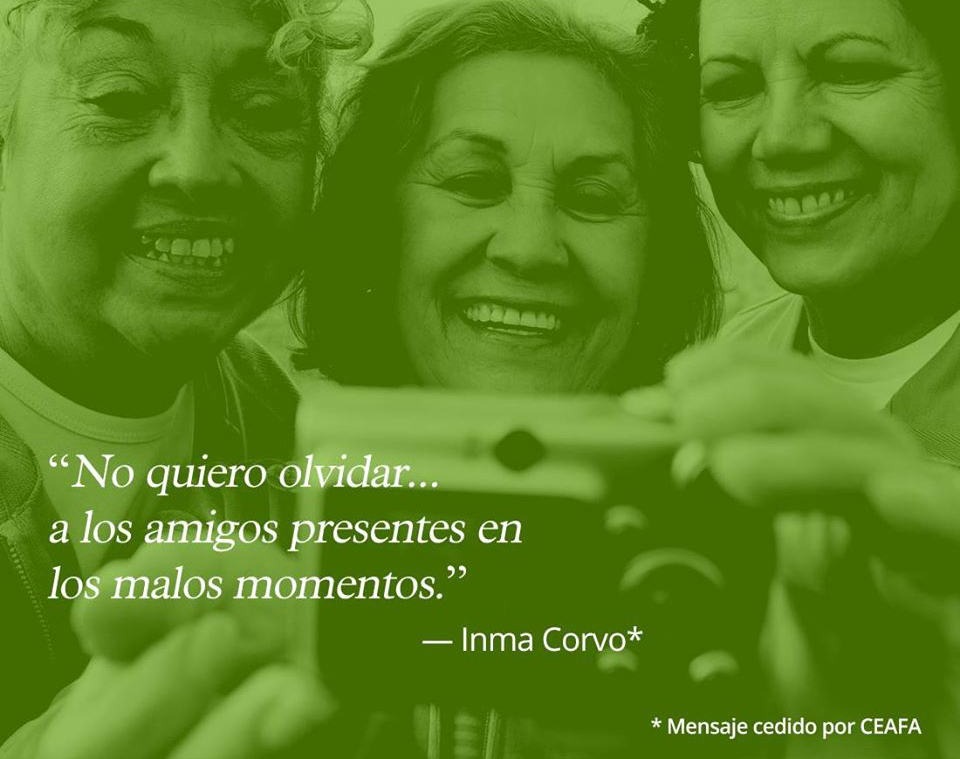 “No quiero olvidar...
a los amigos presentes en
los malos momentos.”
— Inma Corvo*
* Mensaje cedido por CEAFA